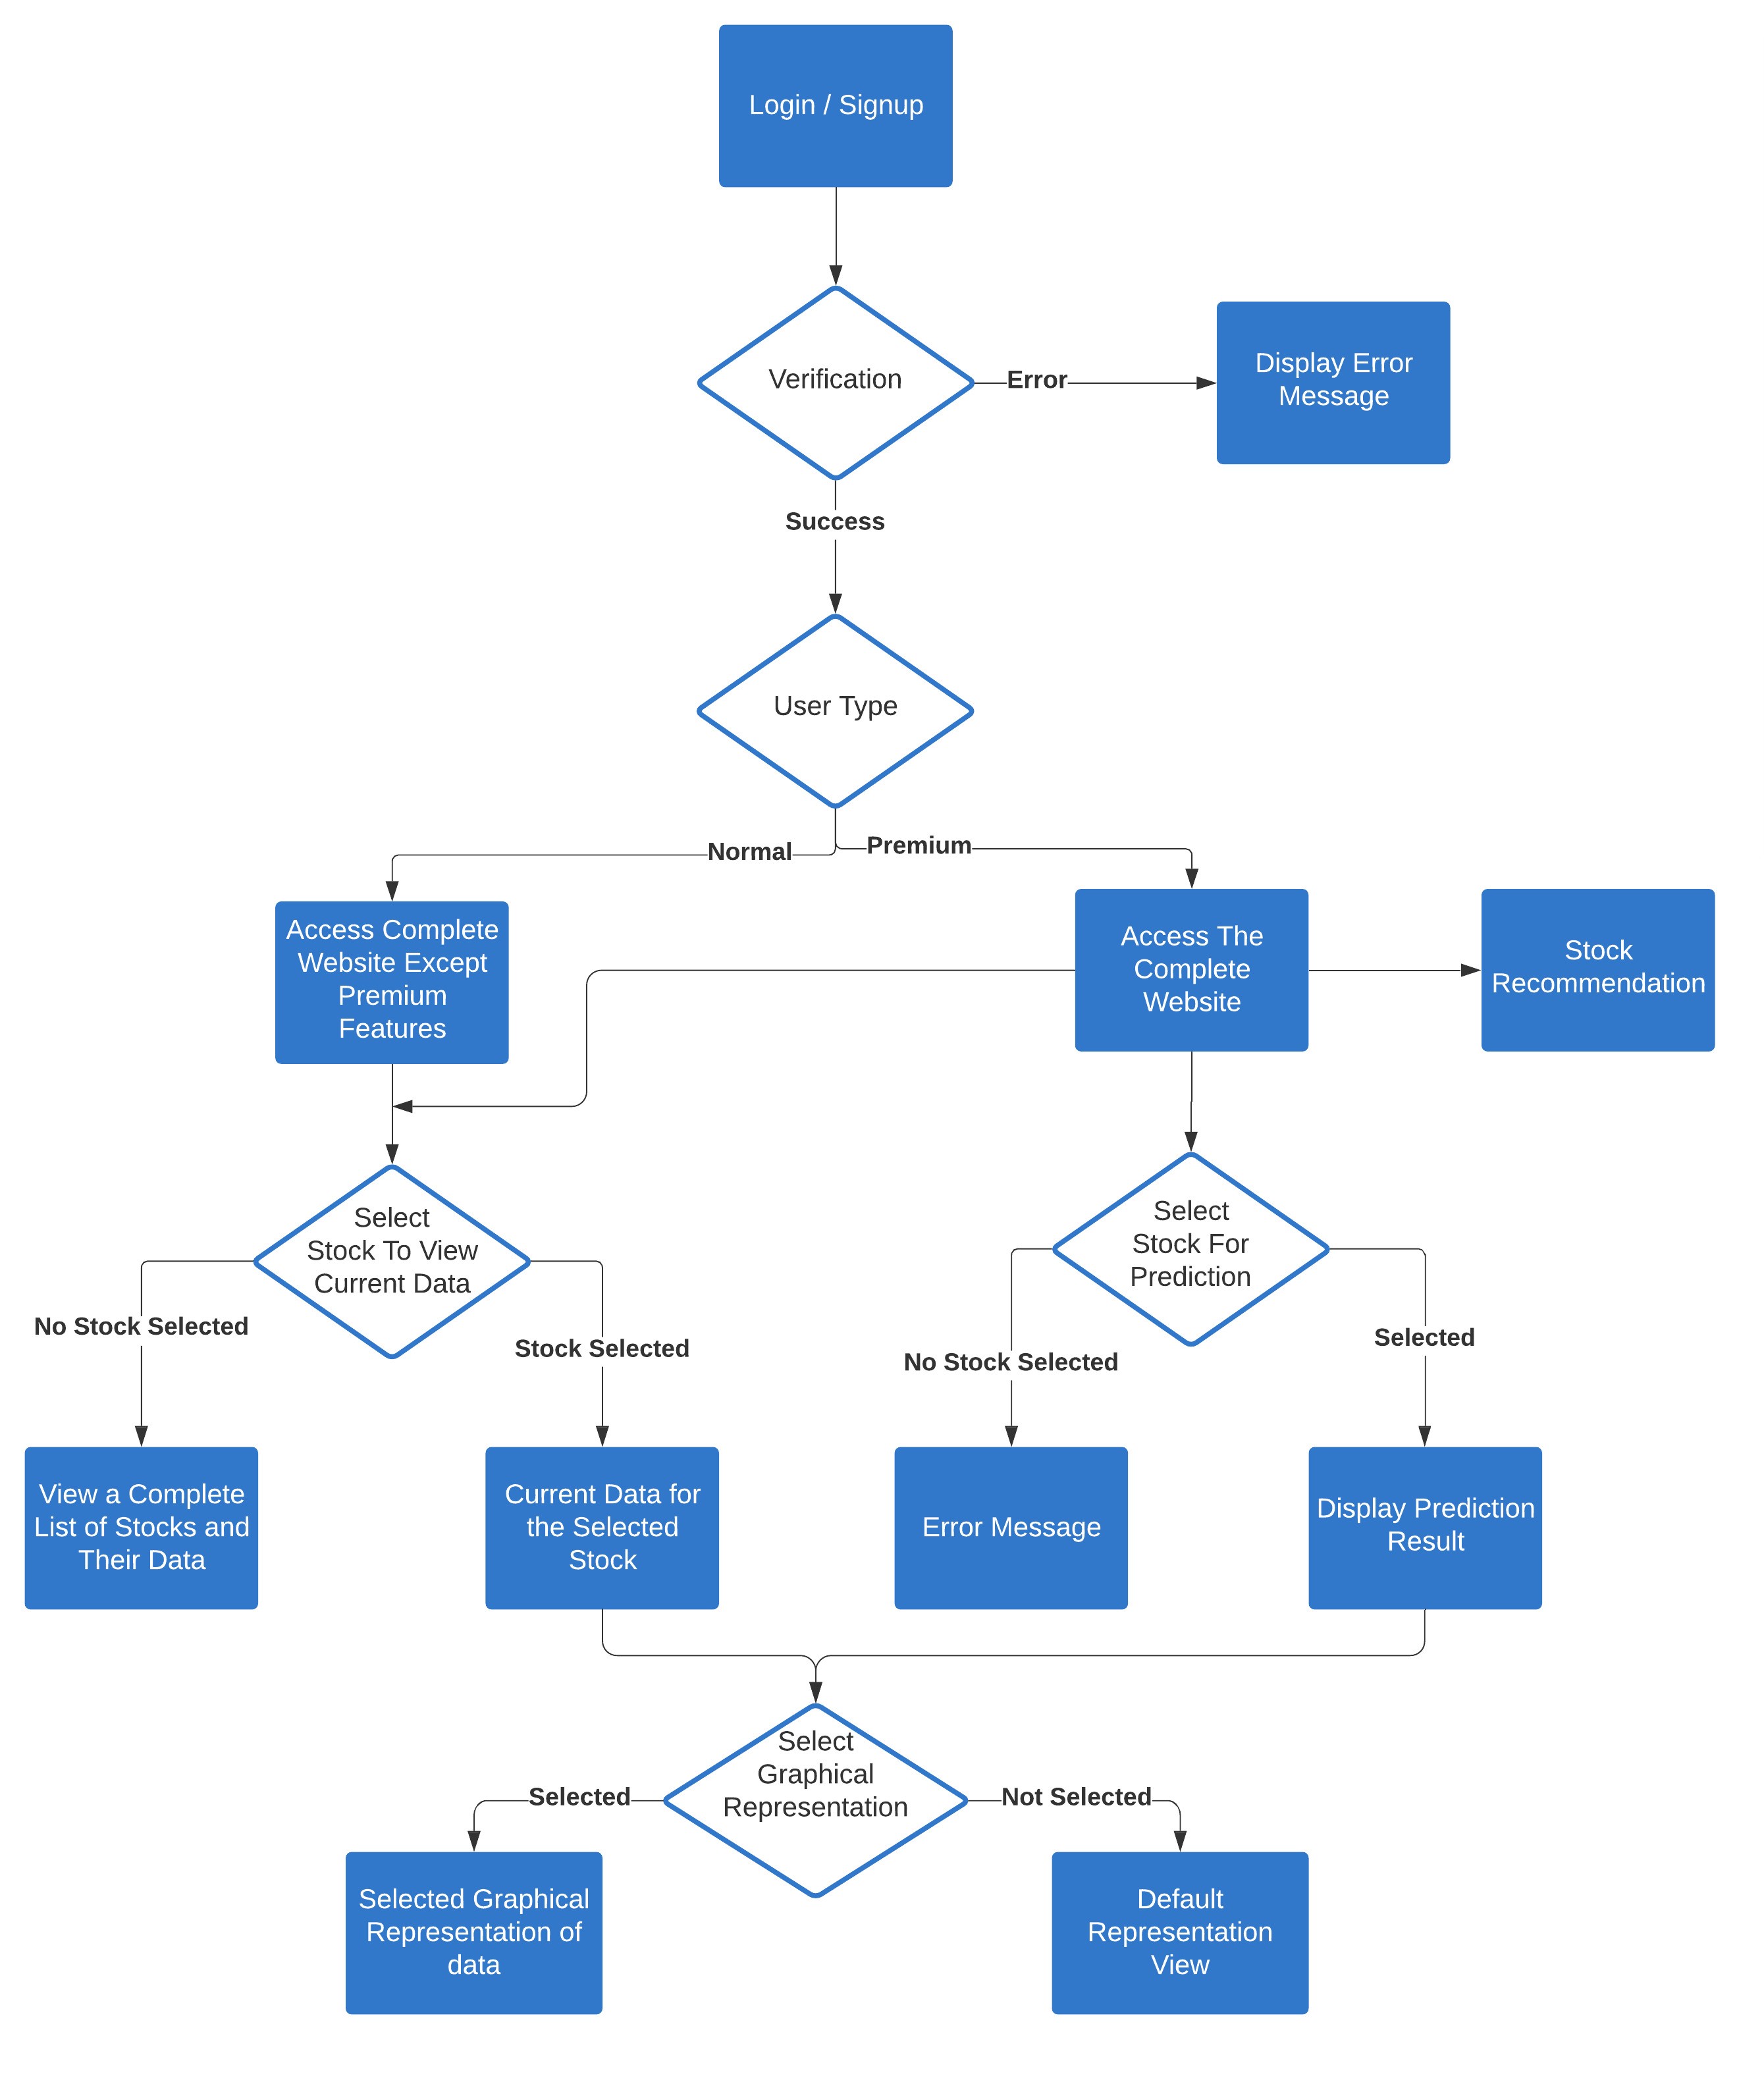 Login / Signup
Verification
Error
Display Error
Message
Success
User Type
Normal
Premium
Access Complete
Website Except
Premium
Features
Access The
Complete
Website
Stock
Recommendation
Select
Stock To View
Current Data
Select
Stock For
Prediction
No Stock Selected
Stock Selected
No Stock Selected
Selected
View a Complete
List of Stocks and
Their Data
Current Data for
the Selected
Stock
Error Message
Display Prediction
Result
Select
Graphical
Representation
Selected
Not Selected
Selected Graphical
Representation of
data
Default
Representation
View